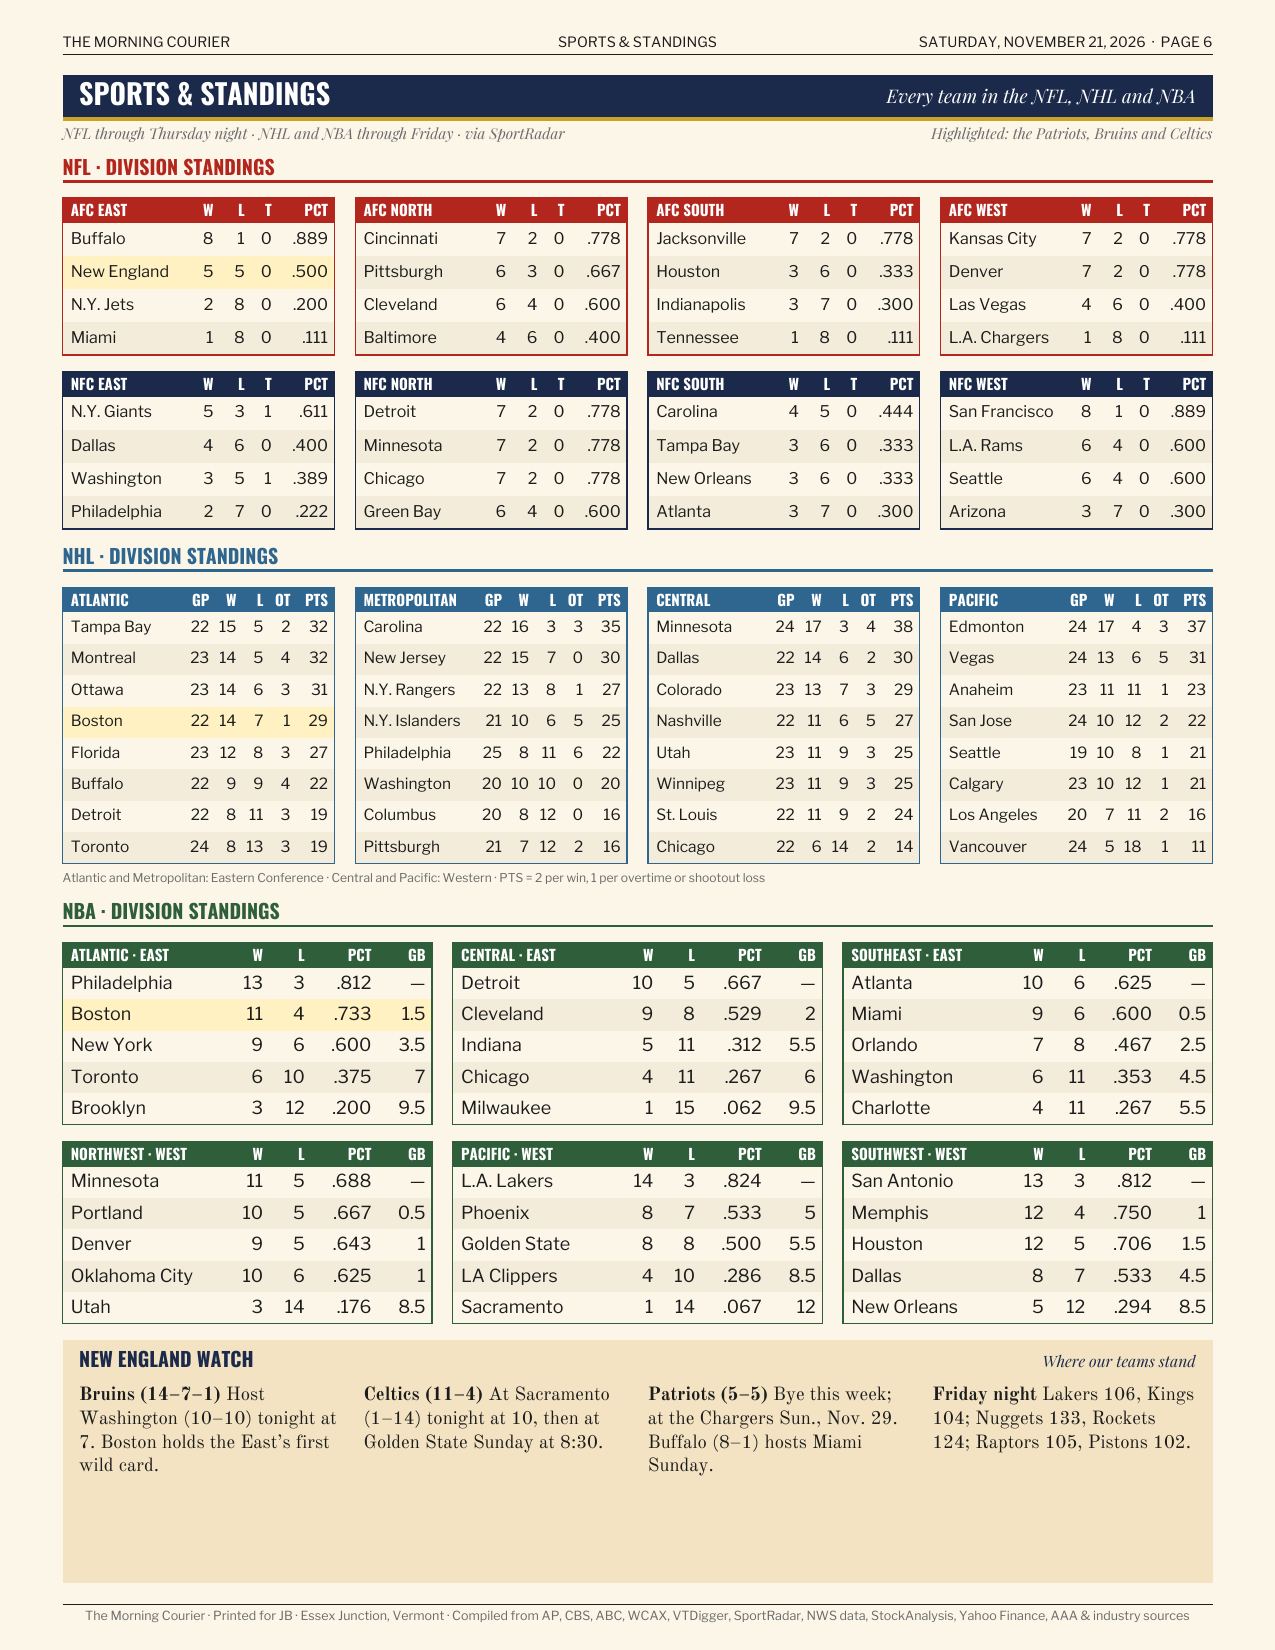 THE MORNING COURIER SPORTS & STANDINGS SATURDAY, NOVEMBER 21, 2026 · PAGE 6
SPORTS & STANDINGS Every team in the NFL, NHL and NBA
NFL through Thursday night · NHL and NBA through Friday · via SportRadar Highlighted: the Patriots, Bruins and Celtics
NFL · DIVISION STANDINGS
AFC EAST W L T PCT
Buffalo 8 1 0 .889
New England 5 5 0 .500
N.Y. Jets 2 8 0 .200
Miami 1 8 0 .111
AFC NORTH W L T PCT
Cincinnati 7 2 0 .778
Pittsburgh 6 3 0 .667
Cleveland 6 4 0 .600
Baltimore 4 6 0 .400
AFC SOUTH W L T PCT
Jacksonville 7 2 0 .778
Houston 3 6 0 .333
Indianapolis 3 7 0 .300
Tennessee 1 8 0 .111
AFC WEST W L T PCT
Kansas City 7 2 0 .778
Denver 7 2 0 .778
Las Vegas 4 6 0 .400
L.A. Chargers 1 8 0 .111
NFC EAST W L T PCT
N.Y. Giants 5 3 1 .611
Dallas 4 6 0 .400
Washington 3 5 1 .389
Philadelphia 2 7 0 .222
NFC NORTH W L T PCT
Detroit 7 2 0 .778
Minnesota 7 2 0 .778
Chicago 7 2 0 .778
Green Bay 6 4 0 .600
NFC SOUTH W L T PCT
Carolina 4 5 0 .444
Tampa Bay 3 6 0 .333
New Orleans 3 6 0 .333
Atlanta 3 7 0 .300
NFC WEST W L T PCT
San Francisco 8 1 0 .889
L.A. Rams 6 4 0 .600
Seattle 6 4 0 .600
Arizona 3 7 0 .300
NHL · DIVISION STANDINGS
ATLANTIC GP W L OT PTS
Tampa Bay 22 15 5 2 32
Montreal 23 14 5 4 32
Ottawa 23 14 6 3 31
Boston 22 14 7 1 29
Florida 23 12 8 3 27
Buffalo 22 9 9 4 22
Detroit 22 8 11 3 19
Toronto 24 8 13 3 19
METROPOLITAN GP W L OT PTS
Carolina 22 16 3 3 35
New Jersey 22 15 7 0 30
N.Y. Rangers 22 13 8 1 27
N.Y. Islanders 21 10 6 5 25
Philadelphia 25 8 11 6 22
Washington 20 10 10 0 20
Columbus 20 8 12 0 16
Pittsburgh 21 7 12 2 16
CENTRAL GP W L OT PTS
Minnesota 24 17 3 4 38
Dallas 22 14 6 2 30
Colorado 23 13 7 3 29
Nashville 22 11 6 5 27
Utah 23 11 9 3 25
Winnipeg 23 11 9 3 25
St. Louis 22 11 9 2 24
Chicago 22 6 14 2 14
PACIFIC GP W L OT PTS
Edmonton 24 17 4 3 37
Vegas 24 13 6 5 31
Anaheim 23 11 11 1 23
San Jose 24 10 12 2 22
Seattle 19 10 8 1 21
Calgary 23 10 12 1 21
Los Angeles 20 7 11 2 16
Vancouver 24 5 18 1 11
Atlantic and Metropolitan: Eastern Conference · Central and Pacific: Western · PTS = 2 per win, 1 per overtime or shootout loss
NBA · DIVISION STANDINGS
ATLANTIC · EAST W L PCT GB
Philadelphia 13 3 .812 —
Boston 11 4 .733 1.5
New York 9 6 .600 3.5
Toronto 6 10 .375 7
Brooklyn 3 12 .200 9.5
CENTRAL · EAST W L PCT GB
Detroit 10 5 .667 —
Cleveland 9 8 .529 2
Indiana 5 11 .312 5.5
Chicago 4 11 .267 6
Milwaukee 1 15 .062 9.5
SOUTHEAST · EAST W L PCT GB
Atlanta 10 6 .625 —
Miami 9 6 .600 0.5
Orlando 7 8 .467 2.5
Washington 6 11 .353 4.5
Charlotte 4 11 .267 5.5
NORTHWEST · WEST W L PCT GB
Minnesota 11 5 .688 —
Portland 10 5 .667 0.5
Denver 9 5 .643 1
Oklahoma City 10 6 .625 1
Utah 3 14 .176 8.5
PACIFIC · WEST W L PCT GB
L.A. Lakers 14 3 .824 —
Phoenix 8 7 .533 5
Golden State 8 8 .500 5.5
LA Clippers 4 10 .286 8.5
Sacramento 1 14 .067 12
SOUTHWEST · WEST W L PCT GB
San Antonio 13 3 .812 —
Memphis 12 4 .750 1
Houston 12 5 .706 1.5
Dallas 8 7 .533 4.5
New Orleans 5 12 .294 8.5
NEW ENGLAND WATCH Where our teams stand
Bruins (14–7–1) Host
Washington (10–10) tonight at
7. Boston holds the East's first
wild card.
Celtics (11–4) At Sacramento
(1–14) tonight at 10, then at
Golden State Sunday at 8:30.
Patriots (5–5) Bye this week;
at the Chargers Sun., Nov. 29.
Buffalo (8–1) hosts Miami
Sunday.
Friday night Lakers 106, Kings
104; Nuggets 133, Rockets
124; Raptors 105, Pistons 102.
The Morning Courier · Printed for JB · Essex Junction, Vermont · Compiled from AP, CBS, ABC, WCAX, VTDigger, SportRadar, NWS data, StockAnalysis, Yahoo Finance, AAA & industry sources